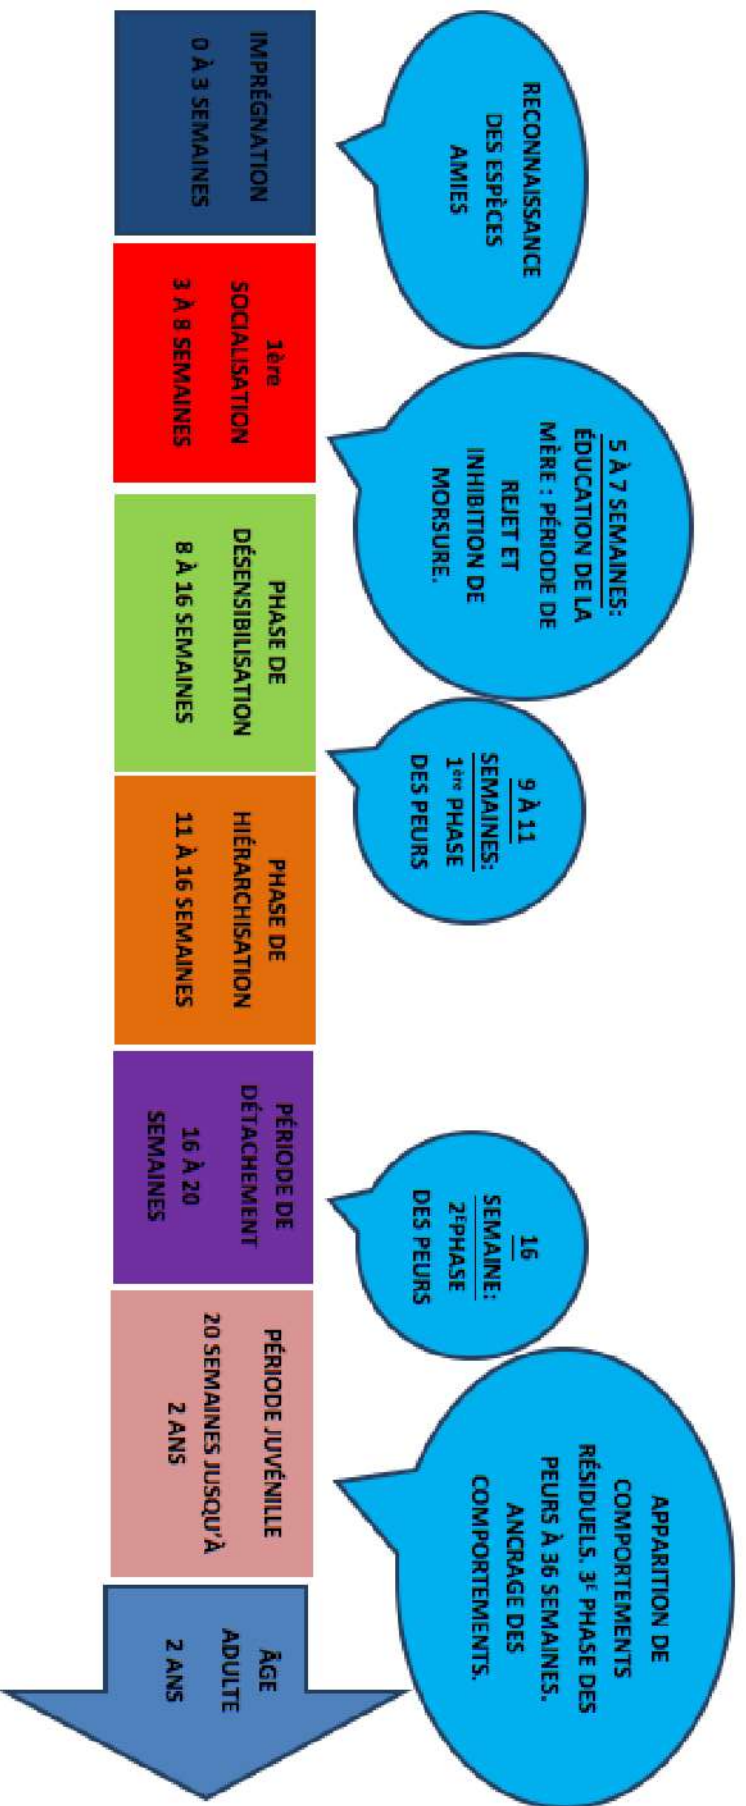 RECONNAISSANCE
DES ESPÈCES
AMIES
5 À 7 SEMAINES:
ÉDUCATION DE LA
MÈRE : PÉRIODE DE
REJET ET
INHIBITION DE
MORSURE.
9 À 11
SEMAINES:
1ère PHASE
DES PEURS
16
SEMAINE:
2EPHASE
DES PEURS
APPARITION DE
COMPORTEMENTS
RÉSIDUELS. 3E PHASE DES
PEURS À 36 SEMAINES.
ANCRAGE DES
COMPORTEMENTS.
IMPRÉGNATION
0 À 3 SEMAINES
1ère
SOCIALISATION
3 À 8 SEMAINES
PHASE DE
DÉSENSIBILISATION
8 À 16 SEMAINES
PHASE DE
HIÉRARCHISATION
11 À 16 SEMAINES
PÉRIODE DE
DÉTACHEMENT
16 À 20
SEMAINES
PÉRIODE JUVÉNILLE
20 SEMAINES JUSQU'À
2 ANS
ÂGE
ADULTE
2 ANS